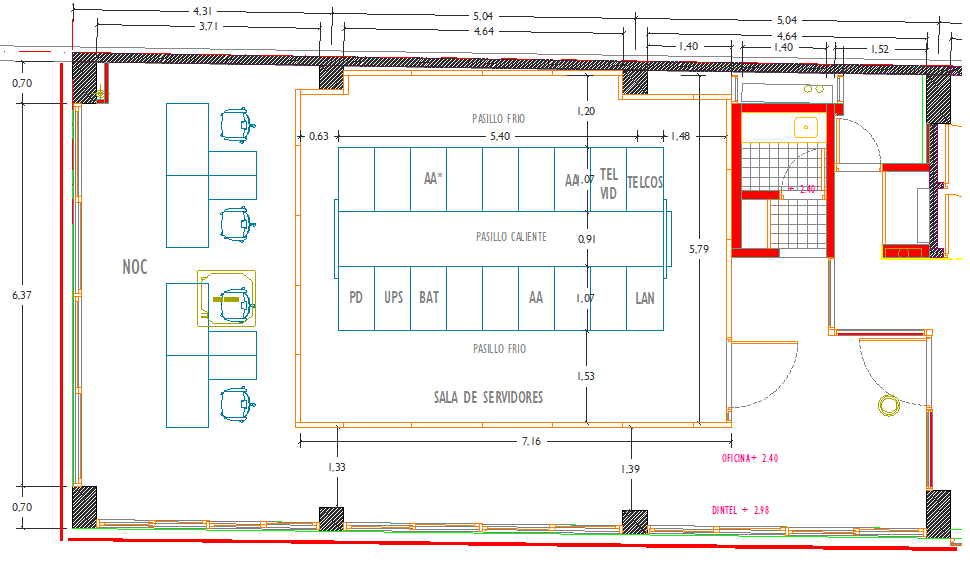 4,31
5,04
5,04
3,71
4,64
4,64
1,40
1,40
1,52
0,70
1,20
PASILLO FRIO
0,63
5,40
1,48
AA*
AA
1,07
TEL
VID
TELCOS
+ 2.40
PASILLO CALIENTE
0,91
5,79
NOC
6,37
PD
UPS
BAT
AA
1,07
LAN
PASILLO FRIO
1,53
SALA DE SERVIDORES
7,16
1,33
1,39
OFICINA+ 2.40
0,70
DINTEL + 2.98